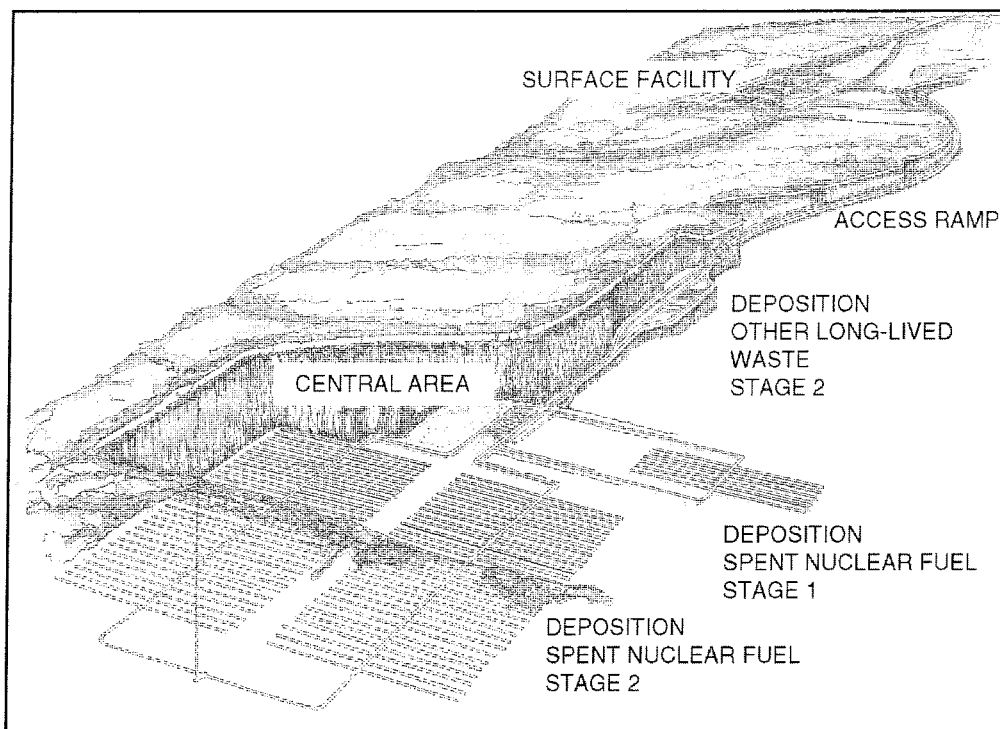 SURFACE FACILITY
ACCESS RAMP
DEPOSITION
OTHER LONG-LIVED
WASTE
STAGE 2
CENTRAL AREA
DEPOSITION
SPENT NUCLEAR FUEL
STAGE 1
DEPOSITION
SPENT NUCLEAR FUEL
STAGE 2